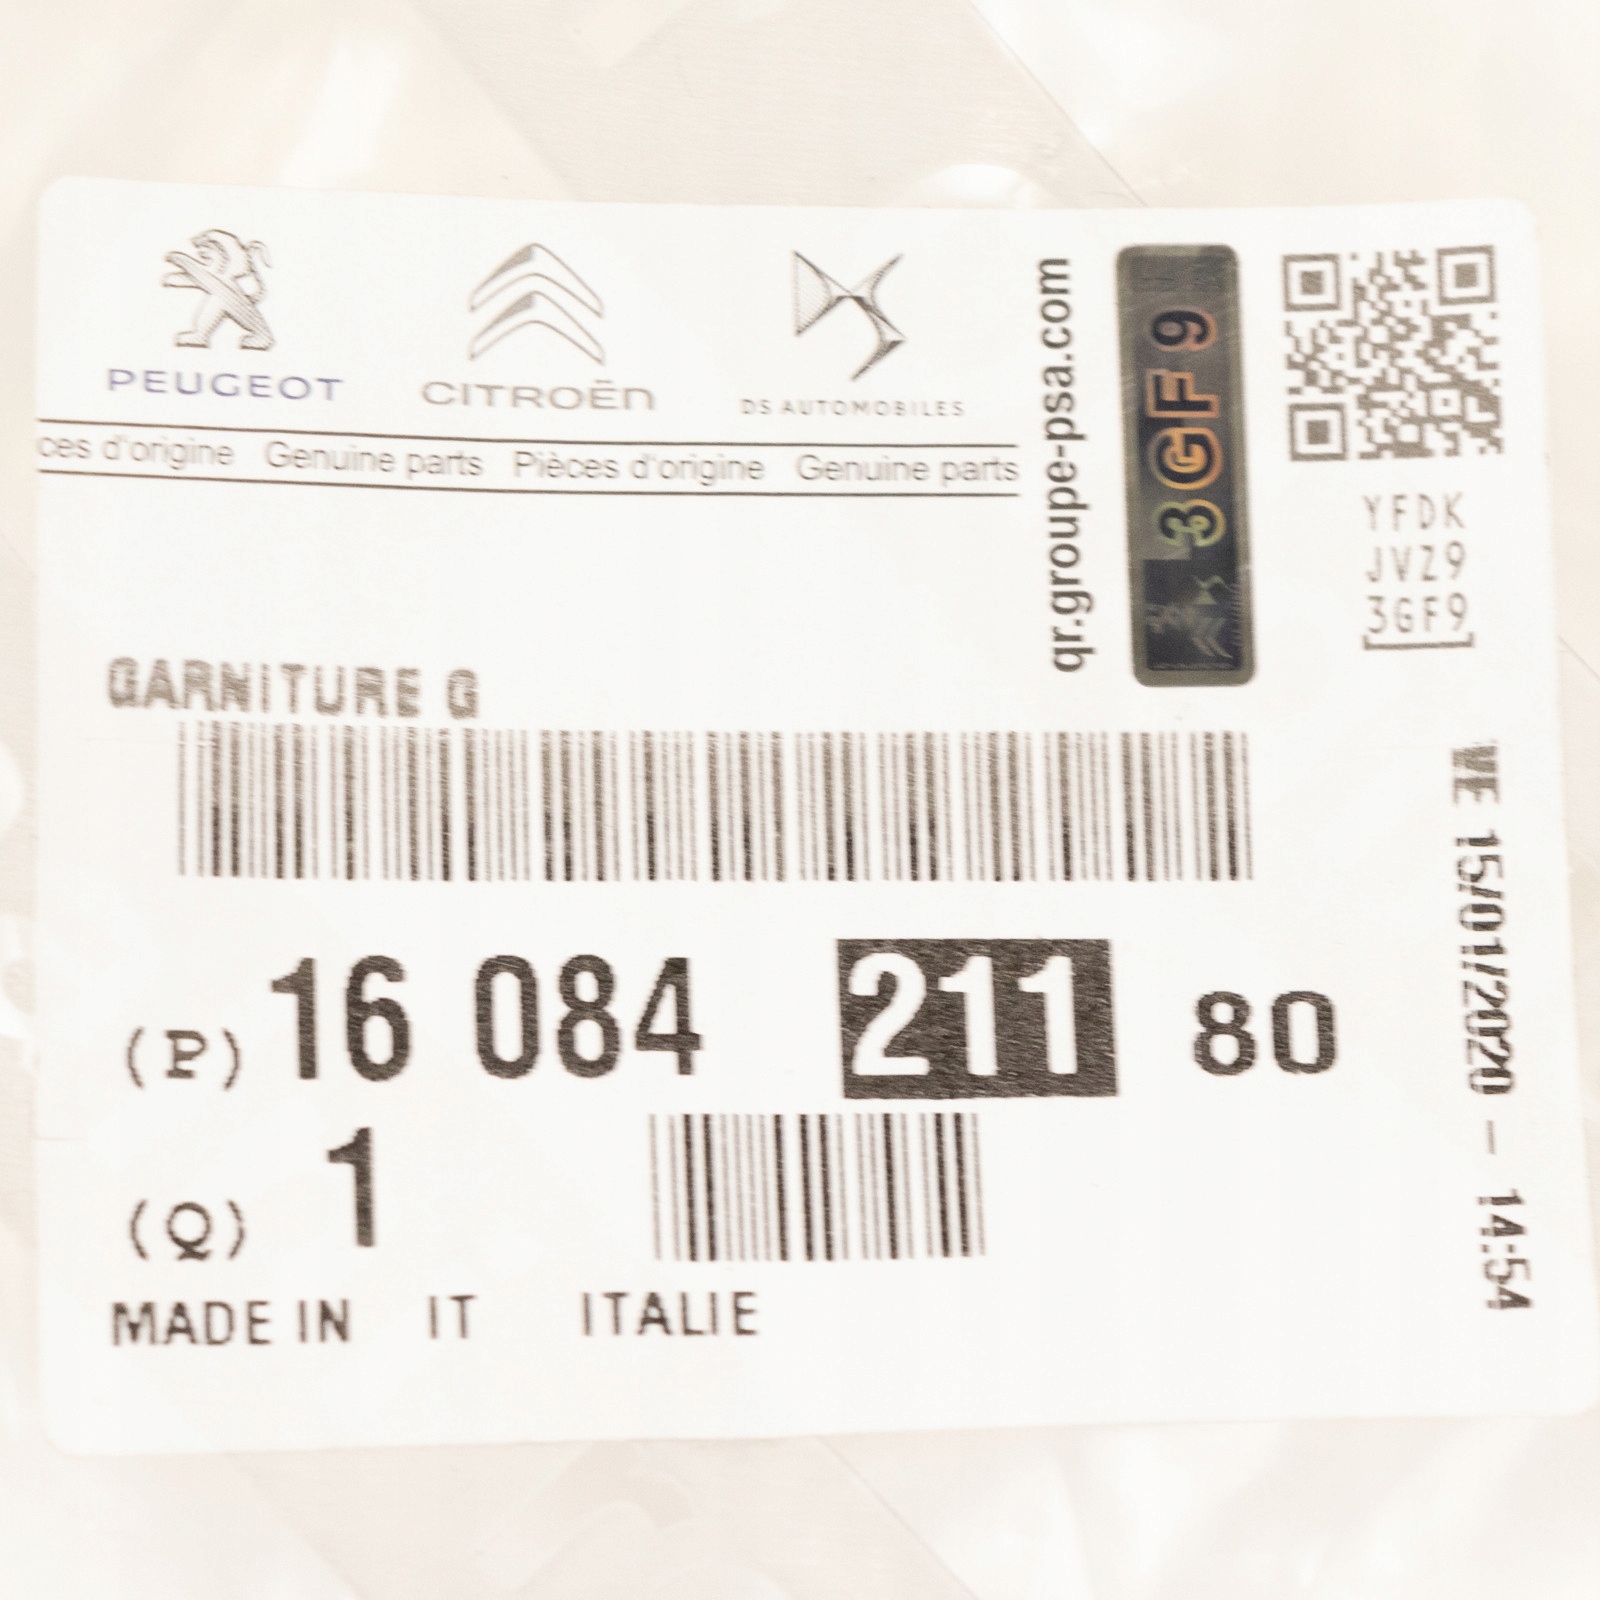 PEUGEOT
CITROËN
DS AUTOMOBILES
ces d'origine Genuine parts Pièces d'origine Genuine parts
qr.groupe-psa.com
3GF9
YFDK
JVZ9
3GF9
GARNITURE G
(P) 16 084 211 80
(Q) 1
MADE IN IT ITALIE
WE 15/01/2020 - 14:54